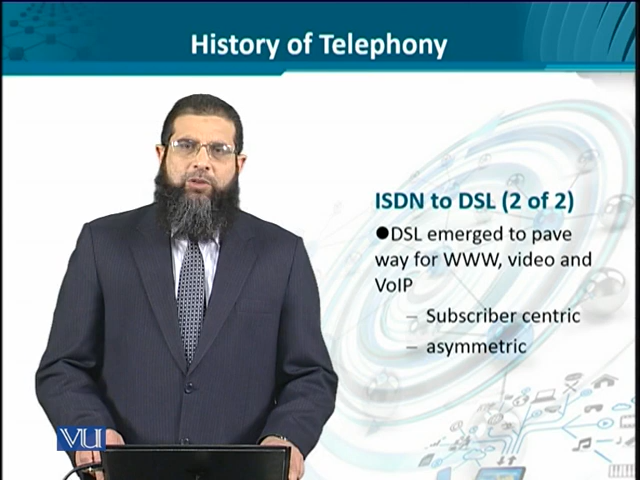 History of Telephony
ISDN to DSL (2 of 2)
●DSL emerged to pave
way for WWW, video and
VoIP
– Subscriber centric
– asymmetric
VU